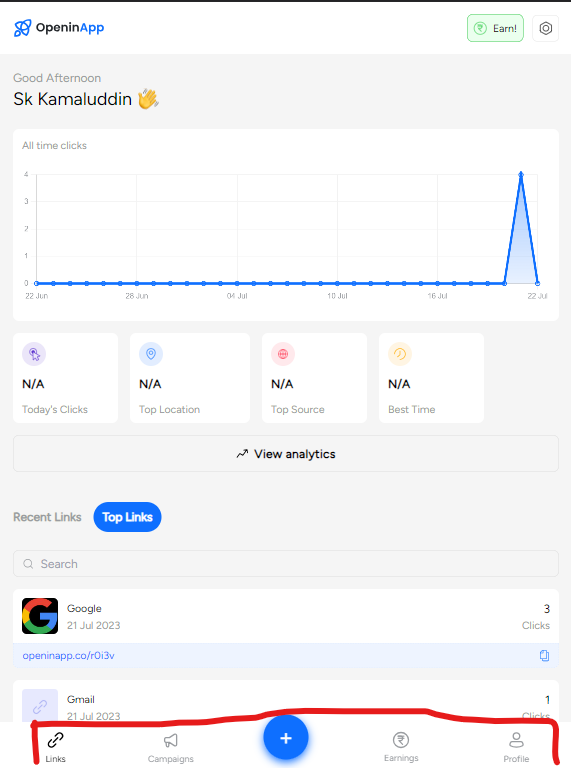 OpeninApp
Earn!
Good Afternoon
Sk Kamaluddin 👋
All time clicks
4
3
2
1
0
22 Jun 28 Jun 04 Jul 10 Jul 16 Jul 22 Jul
N/A N/A N/A N/A
Today's Clicks Top Location Top Source Best Time
View analytics
Recent Links Top Links
Search
Google 3
21 Jul 2023 Clicks
openinapp.co/r0i3v
Gmail 1
21 Jul 2023 Clicks
Links Campaigns + Earnings Profile